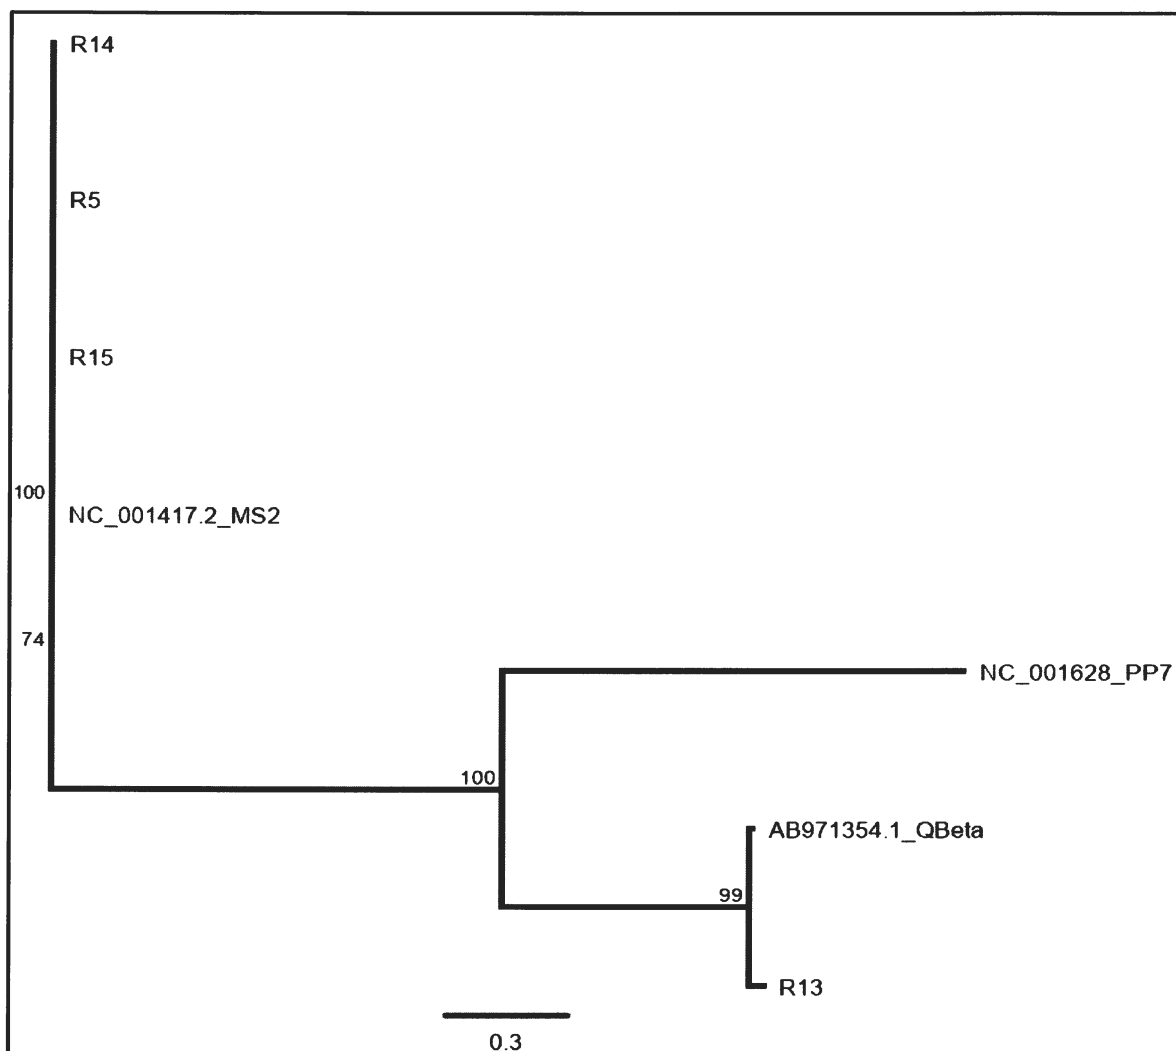 R14
R5
R15
100
NC_001417.2_MS2
74
NC_001628_PP7
100
AB971354.1_QBeta
99
R13
0.3